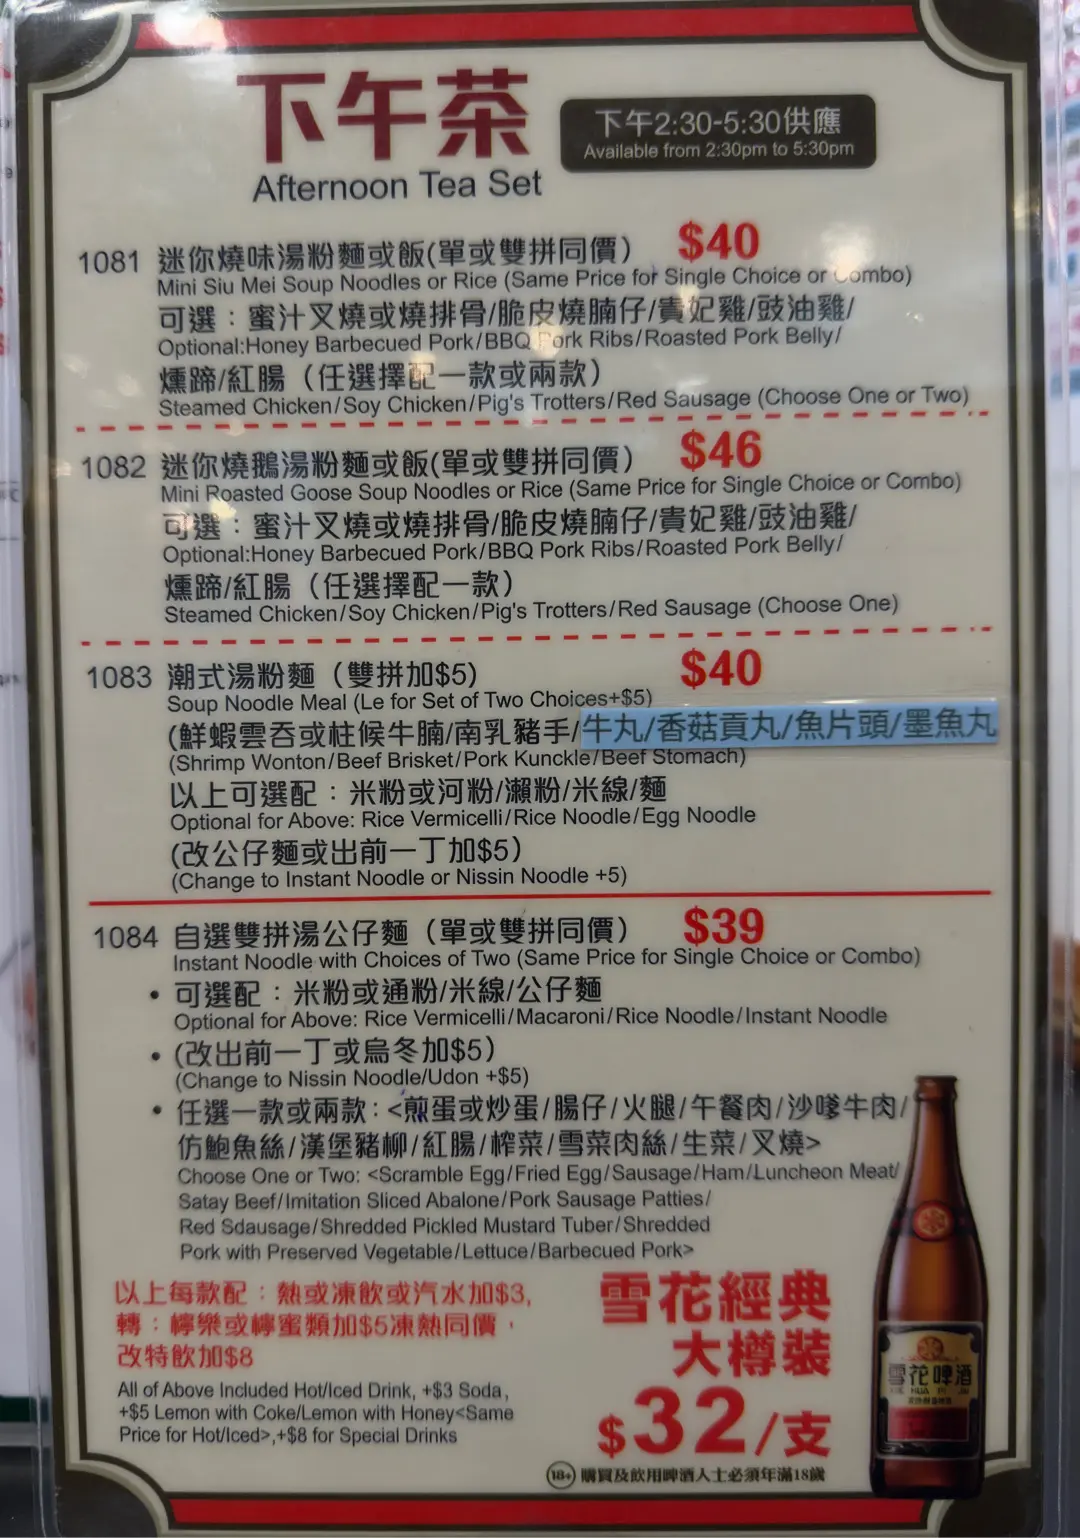 下午茶
Afternoon Tea Set
下午2:30-5:30供應
Available from 2:30pm to 5:30pm
1081 迷你燒味湯粉麵或飯(單或雙拼同價) $40
Mini Siu Mei Soup Noodles or Rice (Same Price for Single Choice or Combo)
可選：蜜汁叉燒或燒排骨/脆皮燒腩仔/貴妃雞/豉油雞/
Optional:Honey Barbecued Pork/BBQ Pork Ribs/Roasted Pork Belly/
燻蹄/紅腸（任選擇配一款或兩款）
Steamed Chicken/Soy Chicken/Pig's Trotters/Red Sausage (Choose One or Two)
1082 迷你燒鵝湯粉麵或飯(單或雙拼同價) $46
Mini Roasted Goose Soup Noodles or Rice (Same Price for Single Choice or Combo)
可選：蜜汁叉燒或燒排骨/脆皮燒腩仔/貴妃雞/豉油雞/
Optional:Honey Barbecued Pork/BBQ Pork Ribs/Roasted Pork Belly/
燻蹄/紅腸（任選擇配一款）
Steamed Chicken/Soy Chicken/Pig's Trotters/Red Sausage (Choose One)
1083 潮式湯粉麵（雙拼加$5) $40
Soup Noodle Meal (Le for Set of Two Choices+$5)
(鮮蝦雲吞或柱候牛腩/南乳豬手/牛丸/香菇貢丸/魚片頭/墨魚丸
(Shrimp Wonton/Beef Brisket/Pork Kunckle/Beef Stomach)
以上可選配：米粉或河粉/瀨粉/米線/麵
Optional for Above: Rice Vermicelli/Rice Noodle/Egg Noodle
(改公仔麵或出前一丁加$5)
(Change to Instant Noodle or Nissin Noodle +5)
1084 自選雙拼湯公仔麵（單或雙拼同價） $39
Instant Noodle with Choices of Two (Same Price for Single Choice or Combo)
• 可選配：米粉或通粉/米線/公仔麵
Optional for Above: Rice Vermicelli/Macaroni/Rice Noodle/Instant Noodle
• (改出前一丁或烏冬加$5)
(Change to Nissin Noodle/Udon +$5)
• 任選一款或兩款：<煎蛋或炒蛋/腸仔/火腿/午餐肉/沙嗲牛肉/
仿鮑魚絲/漢堡豬柳/紅腸/榨菜/雪菜肉絲/生菜/叉燒>
Choose One or Two: <Scramble Egg/Fried Egg/Sausage/Ham/Luncheon Meat/
Satay Beef/Imitation Sliced Abalone/Pork Sausage Patties/
Red Sdausage/Shredded Pickled Mustard Tuber/Shredded
Pork with Preserved Vegetable/Lettuce/Barbecued Pork>
以上每款配：熱或凍飲或汽水加$3,
轉：檸樂或檸蜜類加$5凍熱同價，
改特飲加$8
All of Above Included Hot/Iced Drink, +$3 Soda,
+$5 Lemon with Coke/Lemon with Honey<Same
Price for Hot/Iced>,+$8 for Special Drinks
雪花經典
大樽裝
$32/支
18+ 購買及飲用啤酒人士必須年滿18歲
雪花啤酒